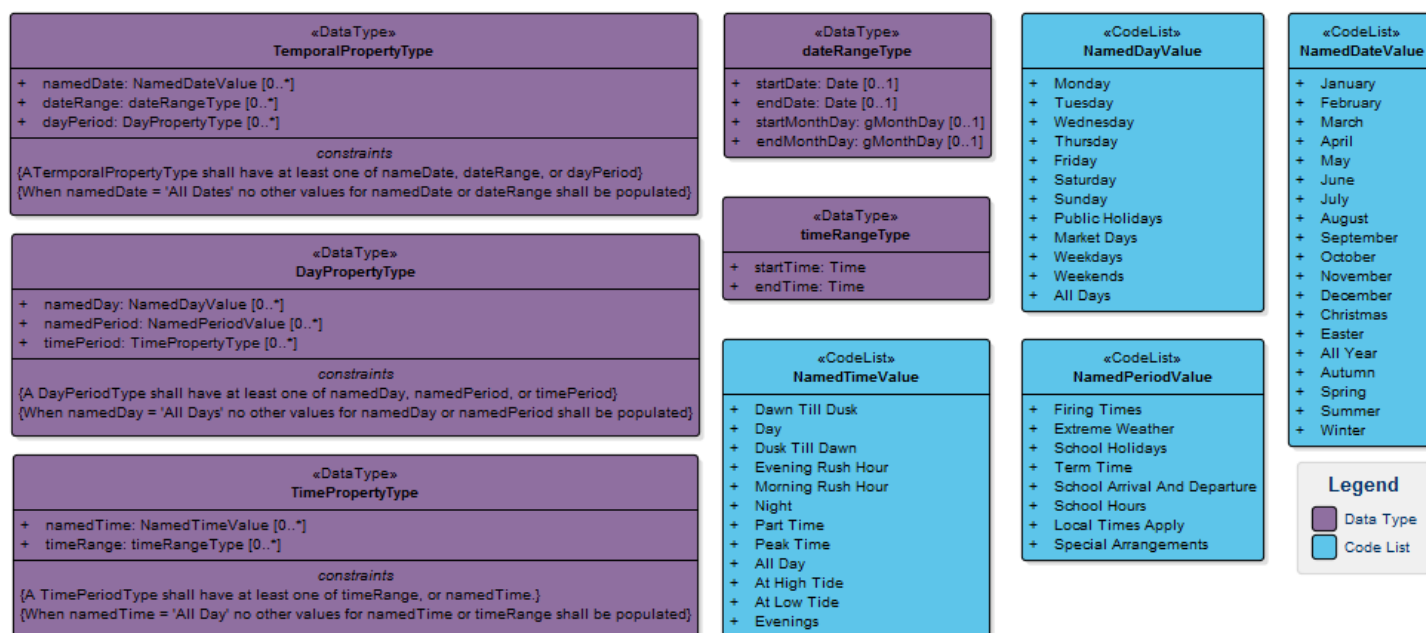 «DataType»
TemporalPropertyType
+ namedDate: NamedDateValue [0..*]
+ dateRange: dateRangeType [0..*]
+ dayPeriod: DayPropertyType [0..*]
constraints
{ATermporalPropertyType shall have at least one of nameDate, dateRange, or dayPeriod}
{When namedDate = 'All Dates' no other values for namedDate or dateRange shall be populated}
«DataType»
DayPropertyType
+ namedDay: NamedDayValue [0..*]
+ namedPeriod: NamedPeriodValue [0..*]
+ timePeriod: TimePropertyType [0..*]
constraints
{A DayPeriodType shall have at least one of namedDay, namedPeriod, or timePeriod}
{When namedDay = 'All Days' no other values for namedDay or namedPeriod shall be populated}
«DataType»
TimePropertyType
+ namedTime: NamedTimeValue [0..*]
+ timeRange: timeRangeType [0..*]
constraints
{A TimePeriodType shall have at least one of timeRange, or namedTime.}
{When namedTime = 'All Day' no other values for namedTime or timeRange shall be populated}
«DataType»
dateRangeType
+ startDate: Date [0..1]
+ endDate: Date [0..1]
+ startMonthDay: gMonthDay [0..1]
+ endMonthDay: gMonthDay [0..1]
«DataType»
timeRangeType
+ startTime: Time
+ endTime: Time
«CodeList»
NamedTimeValue
+ Dawn Till Dusk
+ Day
+ Dusk Till Dawn
+ Evening Rush Hour
+ Morning Rush Hour
+ Night
+ Part Time
+ Peak Time
+ All Day
+ At High Tide
+ At Low Tide
+ Evenings
«CodeList»
NamedDayValue
+ Monday
+ Tuesday
+ Wednesday
+ Thursday
+ Friday
+ Saturday
+ Sunday
+ Public Holidays
+ Market Days
+ Weekdays
+ Weekends
+ All Days
«CodeList»
NamedPeriodValue
+ Firing Times
+ Extreme Weather
+ School Holidays
+ Term Time
+ School Arrival And Departure
+ School Hours
+ Local Times Apply
+ Special Arrangements
«CodeList»
NamedDateValue
+ January
+ February
+ March
+ April
+ May
+ June
+ July
+ August
+ September
+ October
+ November
+ December
+ Christmas
+ Easter
+ All Year
+ Autumn
+ Spring
+ Summer
+ Winter
Legend
Data Type
Code List